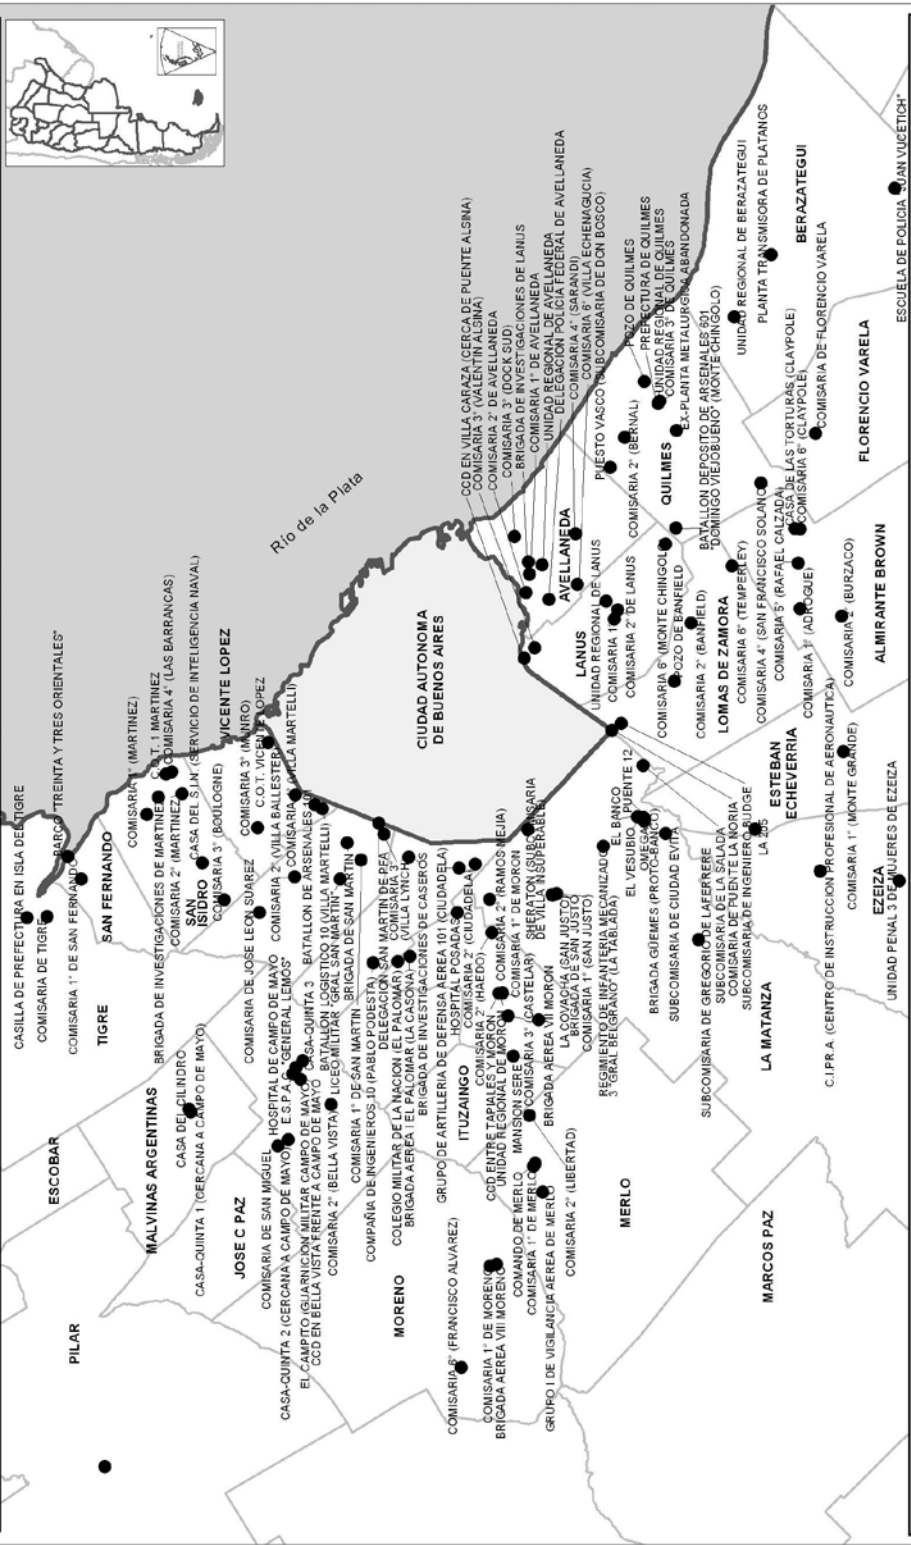 CASILLA DE PREFECTURA EN ISLA DEL TIGRE
COMISARIA DE TIGRE
BARCO "TREINTA Y TRES ORIENTALES"
COMISARIA 1° DE SAN FERNANDO
TIGRE
SAN FERNANDO
ESCOBAR
PILAR
COMISARIA 1° (MARTINEZ)
C.O.T. 1 MARTINEZ
COMISARIA 4° (LAS BARRANCAS)
BRIGADA DE INVESTIGACIONES DE MARTINEZ
COMISARIA 2° (MARTINEZ)
CASA DEL S.I.N. (SERVICIO DE INTELIGENCIA NAVAL)
SAN
ISIDRO
COMISARIA 3° (BOULOGNE)
VICENTE LOPEZ
MALVINAS ARGENTINAS
CASA DEL CILINDRO
CASA-QUINTA 1 (CERCANA A CAMPO DE MAYO)
JOSE C PAZ
COMISARIA 3° (MUNRO)
C.O.T. VICENTE LOPEZ
COMISARIA DE JOSE LEON SUAREZ
COMISARIA 2° (VILLA BALLESTER)
COMISARIA 4° (VILLA MARTELLI)
HOSPITAL DE CAMPO DE MAYO
COMISARIA DE SAN MIGUEL
E.S.P.A.C. "GENERAL LEMOS"
CASA-QUINTA 2 (CERCANA A CAMPO DE MAYO)
CASA-QUINTA 3
BATALLON DE ARSENALES 101
EL CAMPITO (GUARNICION MILITAR CAMPO DE MAYO)
CCD EN BELLA VISTA FRENTE A CAMPO DE MAYO
BATALLON LOGISTICO 10 (VILLA MARTELLI)
COMISARIA 2° (BELLA VISTA)
LICEO MILITAR "GRAL SAN MARTIN"
BRIGADA DE SAN MARTIN
COMISARIA 1° DE SAN MARTIN
COMPAÑIA DE INGENIEROS 10 (PABLO PODESTA)
DELEGACION SAN MARTIN DE PFA
COMISARIA 3°
VILLA LYNCH
COLEGIO MILITAR DE LA NACION (EL PALOMAR)
BRIGADA AEREA I EL PALOMAR (LA CASONA)
BRIGADA DE INVESTIGACIONES DE CASEROS
MORENO
GRUPO DE ARTILLERIA DE DEFENSA AEREA 101 (CIUDADELA)
HOSPITAL POSADAS
COMISARIA 2° (CIUDADELA)
COMISARIA 2° (HAEDO)
ITUZAINGO
COMISARIA 6° (FRANCISCO ALVAREZ)
CCD ENTRE TAPIALES Y MORON
UNIDAD REGIONAL DE MORON
COMISARIA 2° (RAMOS MEJIA)
COMISARIA 1° DE MORON
COMISARIA 1° DE MORENO
BRIGADA AEREA VIII MORENO
MANSION SERE
COMISARIA 3° (CASTELAR)
SHERATON (SUBCOMISARIA
DE VILLA INSUPERABLE)
COMANDO DE MERLO
COMISARIA 1° DE MERLO
BRIGADA AEREA VII MORON
GRUPO I DE VIGILANCIA AEREA DE MERLO
LA COVACHA (SAN JUSTO)
BRIGADA DE SAN JUSTO
COMISARIA 1° (SAN JUSTO)
COMISARIA 2° (LIBERTAD)
REGIMIENTO DE INFANTERIA MECANIZADO
3 "GRAL BELGRANO" (LA TABLADA)
MERLO
EL BANCO
PUENTE 12
EL VESUBIO
OMEGA
BRIGADA GÜEMES (PROTO-BANCO)
SUBCOMISARIA DE CIUDAD EVITA
SUBCOMISARIA DE GREGORIO DE LAFERRERE
SUBCOMISARIA DE LA SALADA
COMISARIA DE PUENTE LA NORIA
SUBCOMISARIA DE INGENIERO BUDGE
LA 205
LA MATANZA
MARCOS PAZ
ESTEBAN
ECHEVERRIA
C.I.P.R.A. (CENTRO DE INSTRUCCION PROFESIONAL DE AERONAUTICA)
COMISARIA 1° (MONTE GRANDE)
EZEIZA
UNIDAD PENAL 3 DE MUJERES DE EZEIZA
Río de la Plata
CIUDAD AUTONOMA
DE BUENOS AIRES
CCD EN VILLA CARAZA (CERCA DE PUENTE ALSINA)
COMISARIA 3° (VALENTIN ALSINA)
COMISARIA 2° DE AVELLANEDA
COMISARIA 3° (DOCK SUD)
BRIGADA DE INVESTIGACIONES DE LANUS
COMISARIA 1° DE AVELLANEDA
UNIDAD REGIONAL DE AVELLANEDA
DELEGACION POLICIA FEDERAL DE AVELLANEDA
COMISARIA 4° (SARANDI)
COMISARIA 6° (VILLA ECHENAGUCIA)
PUESTO VASCO (SUBCOMISARIA DE DON BOSCO)
AVELLANEDA
LANUS
UNIDAD REGIONAL DE LANUS
COMISARIA 1°
COMISARIA 2° DE LANUS
COMISARIA 2° (BERNAL)
POZO DE QUILMES
PREFECTURA DE QUILMES
UNIDAD REGIONAL DE QUILMES
COMISARIA 3° DE QUILMES
EX-PLANTA METALURGICA ABANDONADA
QUILMES
COMISARIA 6° (MONTE CHINGOLO)
POZO DE BANFIELD
COMISARIA 2° (BANFIELD)
BATALLON DEPOSITO DE ARSENALES 601
"DOMINGO VIEJOBUENO" (MONTE CHINGOLO)
LOMAS DE ZAMORA
COMISARIA 6° (TEMPERLEY)
COMISARIA 4° (SAN FRANCISCO SOLANO)
COMISARIA 5° (RAFAEL CALZADA)
CASA DE LAS TORTURAS (CLAYPOLE)
COMISARIA 6° (CLAYPOLE)
COMISARIA 1° (ADROGUE)
COMISARIA DE FLORENCIO VARELA
COMISARIA 2° (BURZACO)
ALMIRANTE BROWN
FLORENCIO VARELA
UNIDAD REGIONAL DE BERAZATEGUI
PLANTA TRANSMISORA DE PLATANOS
BERAZATEGUI
ESCUELA DE POLICIA "JUAN VUCETICH"